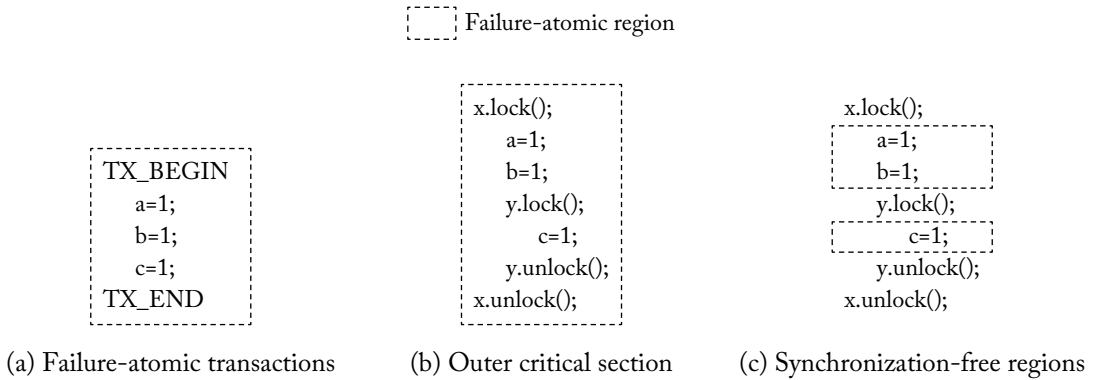 Failure-atomic region
TX_BEGIN
a=1;
b=1;
c=1;
TX_END
(a) Failure-atomic transactions
x.lock();
a=1;
b=1;
y.lock();
c=1;
y.unlock();
x.unlock();
(b) Outer critical section
x.lock();
a=1;
b=1;
y.lock();
c=1;
y.unlock();
x.unlock();
(c) Synchronization-free regions